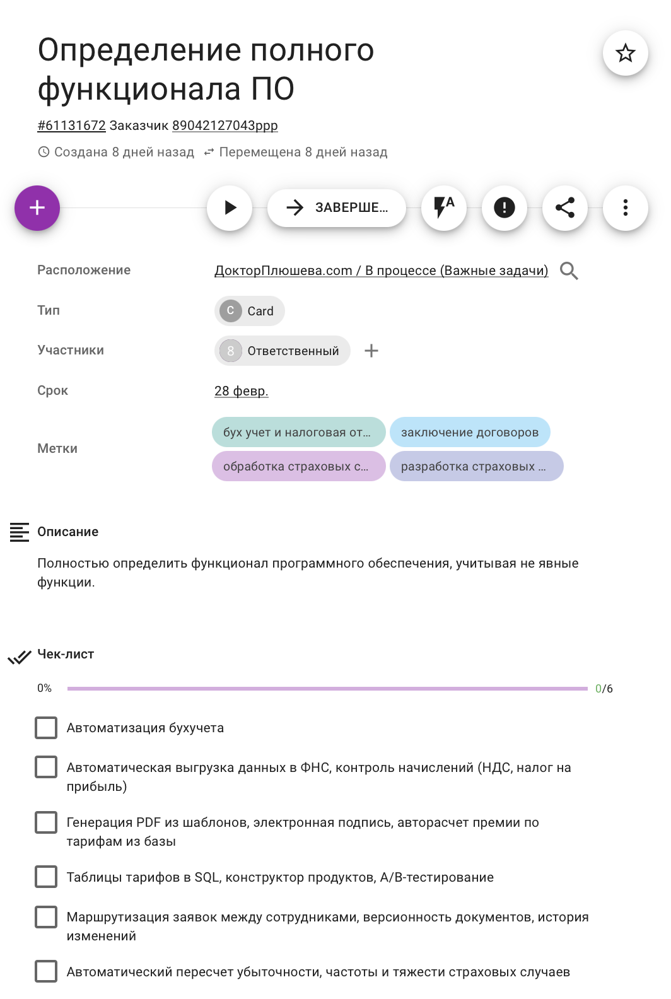 Определение полного
функционала ПО
#61131672 Заказчик 89042127043ppp
Создана 8 дней назад Перемещена 8 дней назад
ЗАВЕРШЕ...
Расположение ДокторПлюшева.com / В процессе (Важные задачи)
Тип C Card
Участники 8 Ответственный
Срок 28 февр.
Метки
бух учет и налоговая от... заключение договоров
обработка страховых с... разработка страховых ...
Описание
Полностью определить функционал программного обеспечения, учитывая не явные
функции.
Чек-лист
0% 0/6
Автоматизация бухучета
Автоматическая выгрузка данных в ФНС, контроль начислений (НДС, налог на
прибыль)
Генерация PDF из шаблонов, электронная подпись, авторасчет премии по
тарифам из базы
Таблицы тарифов в SQL, конструктор продуктов, A/B-тестирование
Маршрутизация заявок между сотрудниками, версионность документов, история
изменений
Автоматический пересчет убыточности, частоты и тяжести страховых случаев